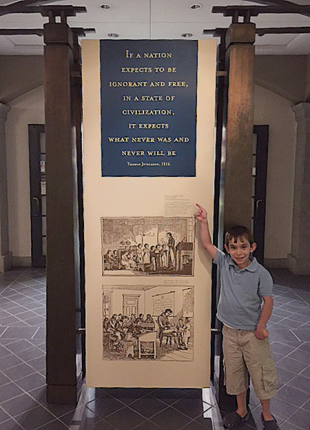 IF A NATION
EXPECTS TO BE
IGNORANT AND FREE,
IN A STATE OF
CIVILIZATION,
IT EXPECTS
WHAT NEVER WAS AND
NEVER WILL BE
THOMAS JEFFERSON, 1816